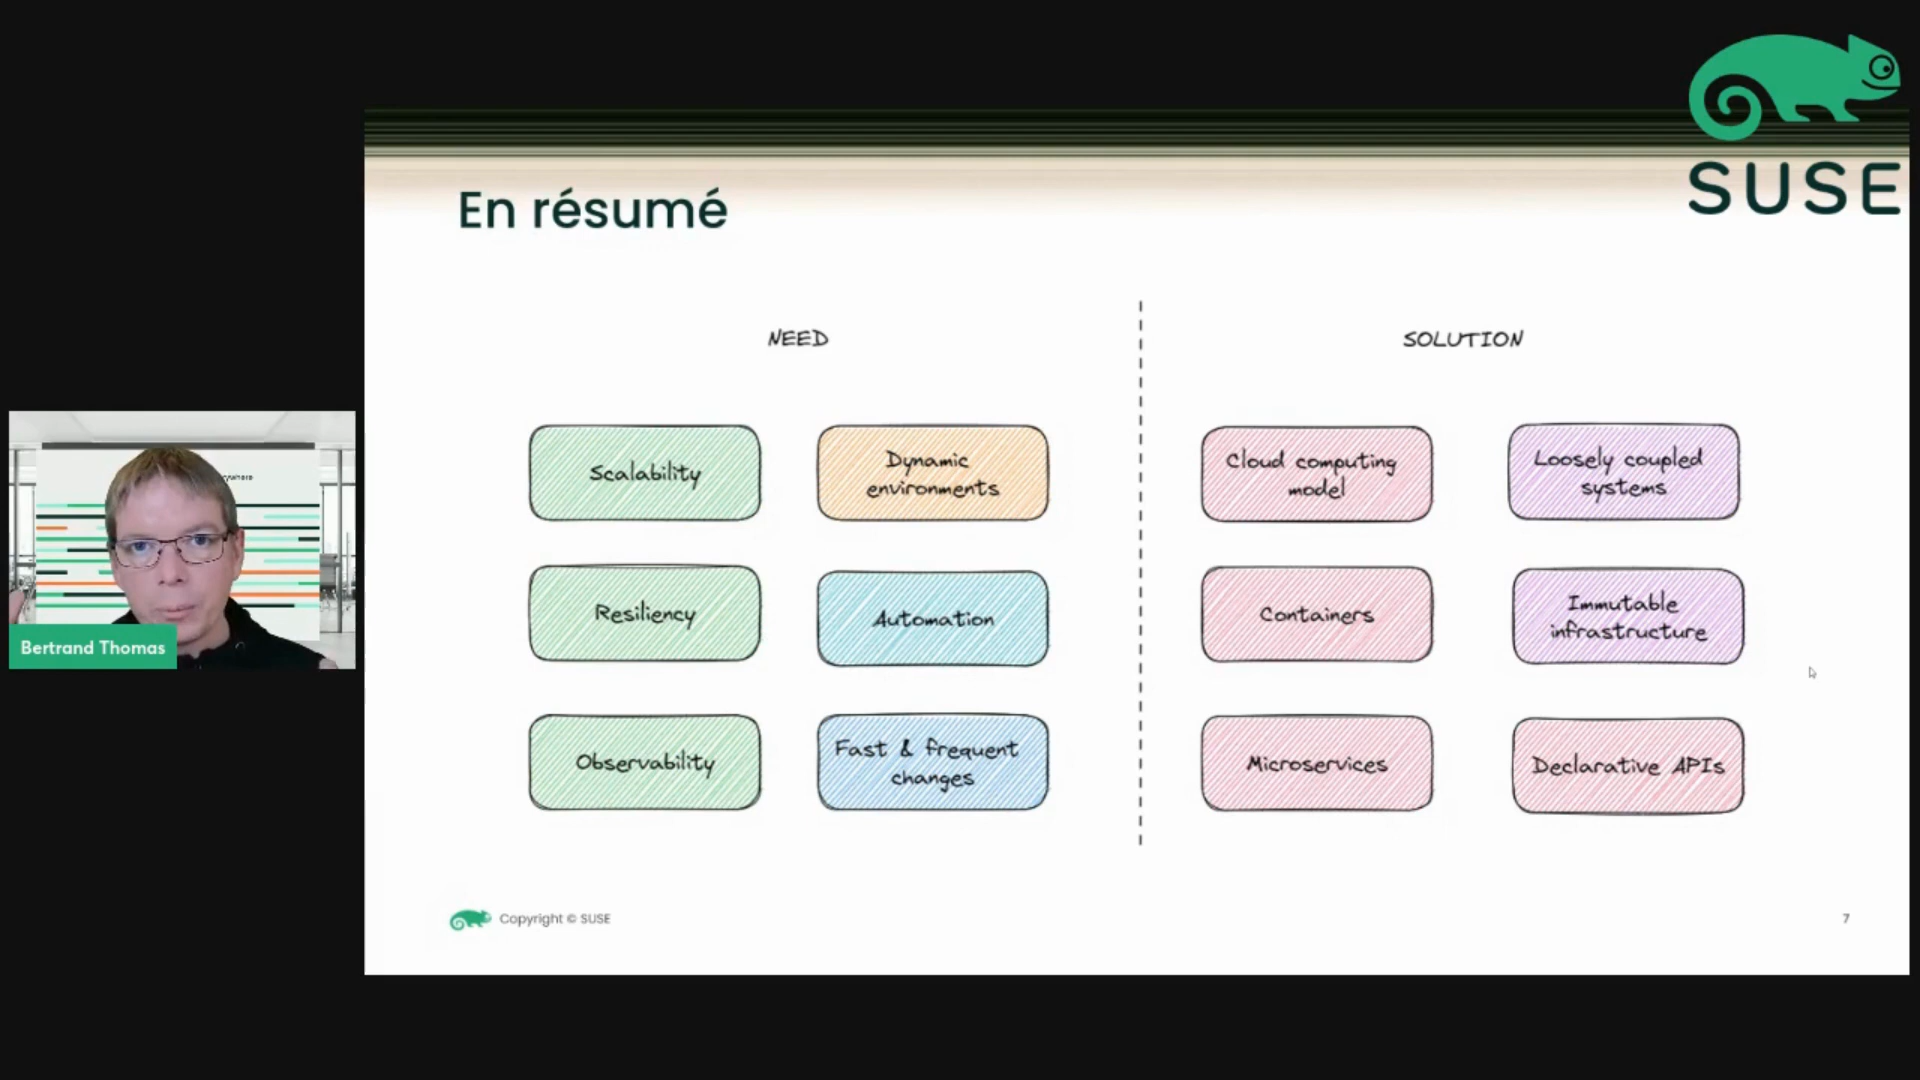 SUSE
En résumé
NEED
SOLUTION
Scalability
Dynamic
environments
Cloud computing
model
Loosely coupled
systems
Resiliency
Automation
Containers
Immutable
infrastructure
Observability
Fast & frequent
changes
Microservices
Declarative APIs
Bertrand Thomas
Copyright © SUSE
7